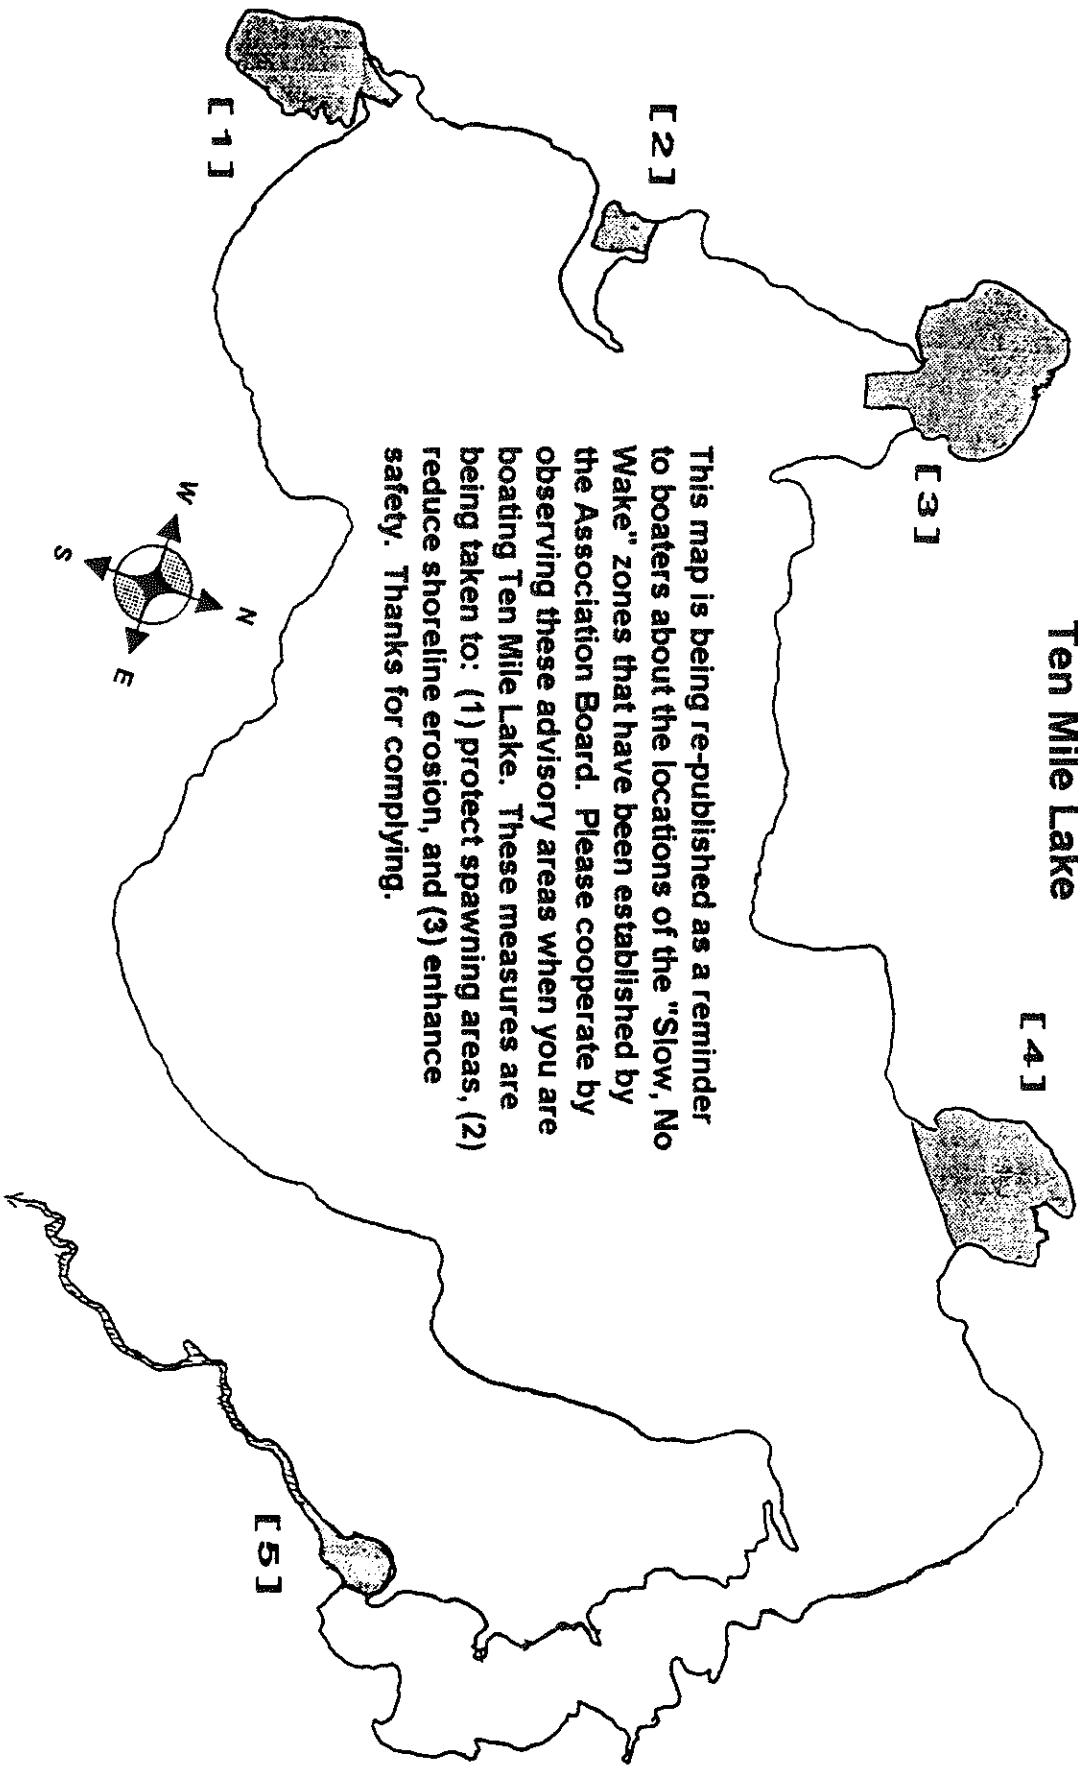 Ten Mile Lake
[1]
[2]
[3]
[4]
[5]
This map is being re-published as a reminder
to boaters about the locations of the "Slow, No
Wake" zones that have been established by
the Association Board. Please cooperate by
observing these advisory areas when you are
boating Ten Mile Lake. These measures are
being taken to: (1) protect spawning areas, (2)
reduce shoreline erosion, and (3) enhance
safety. Thanks for complying.
W
N
S
E